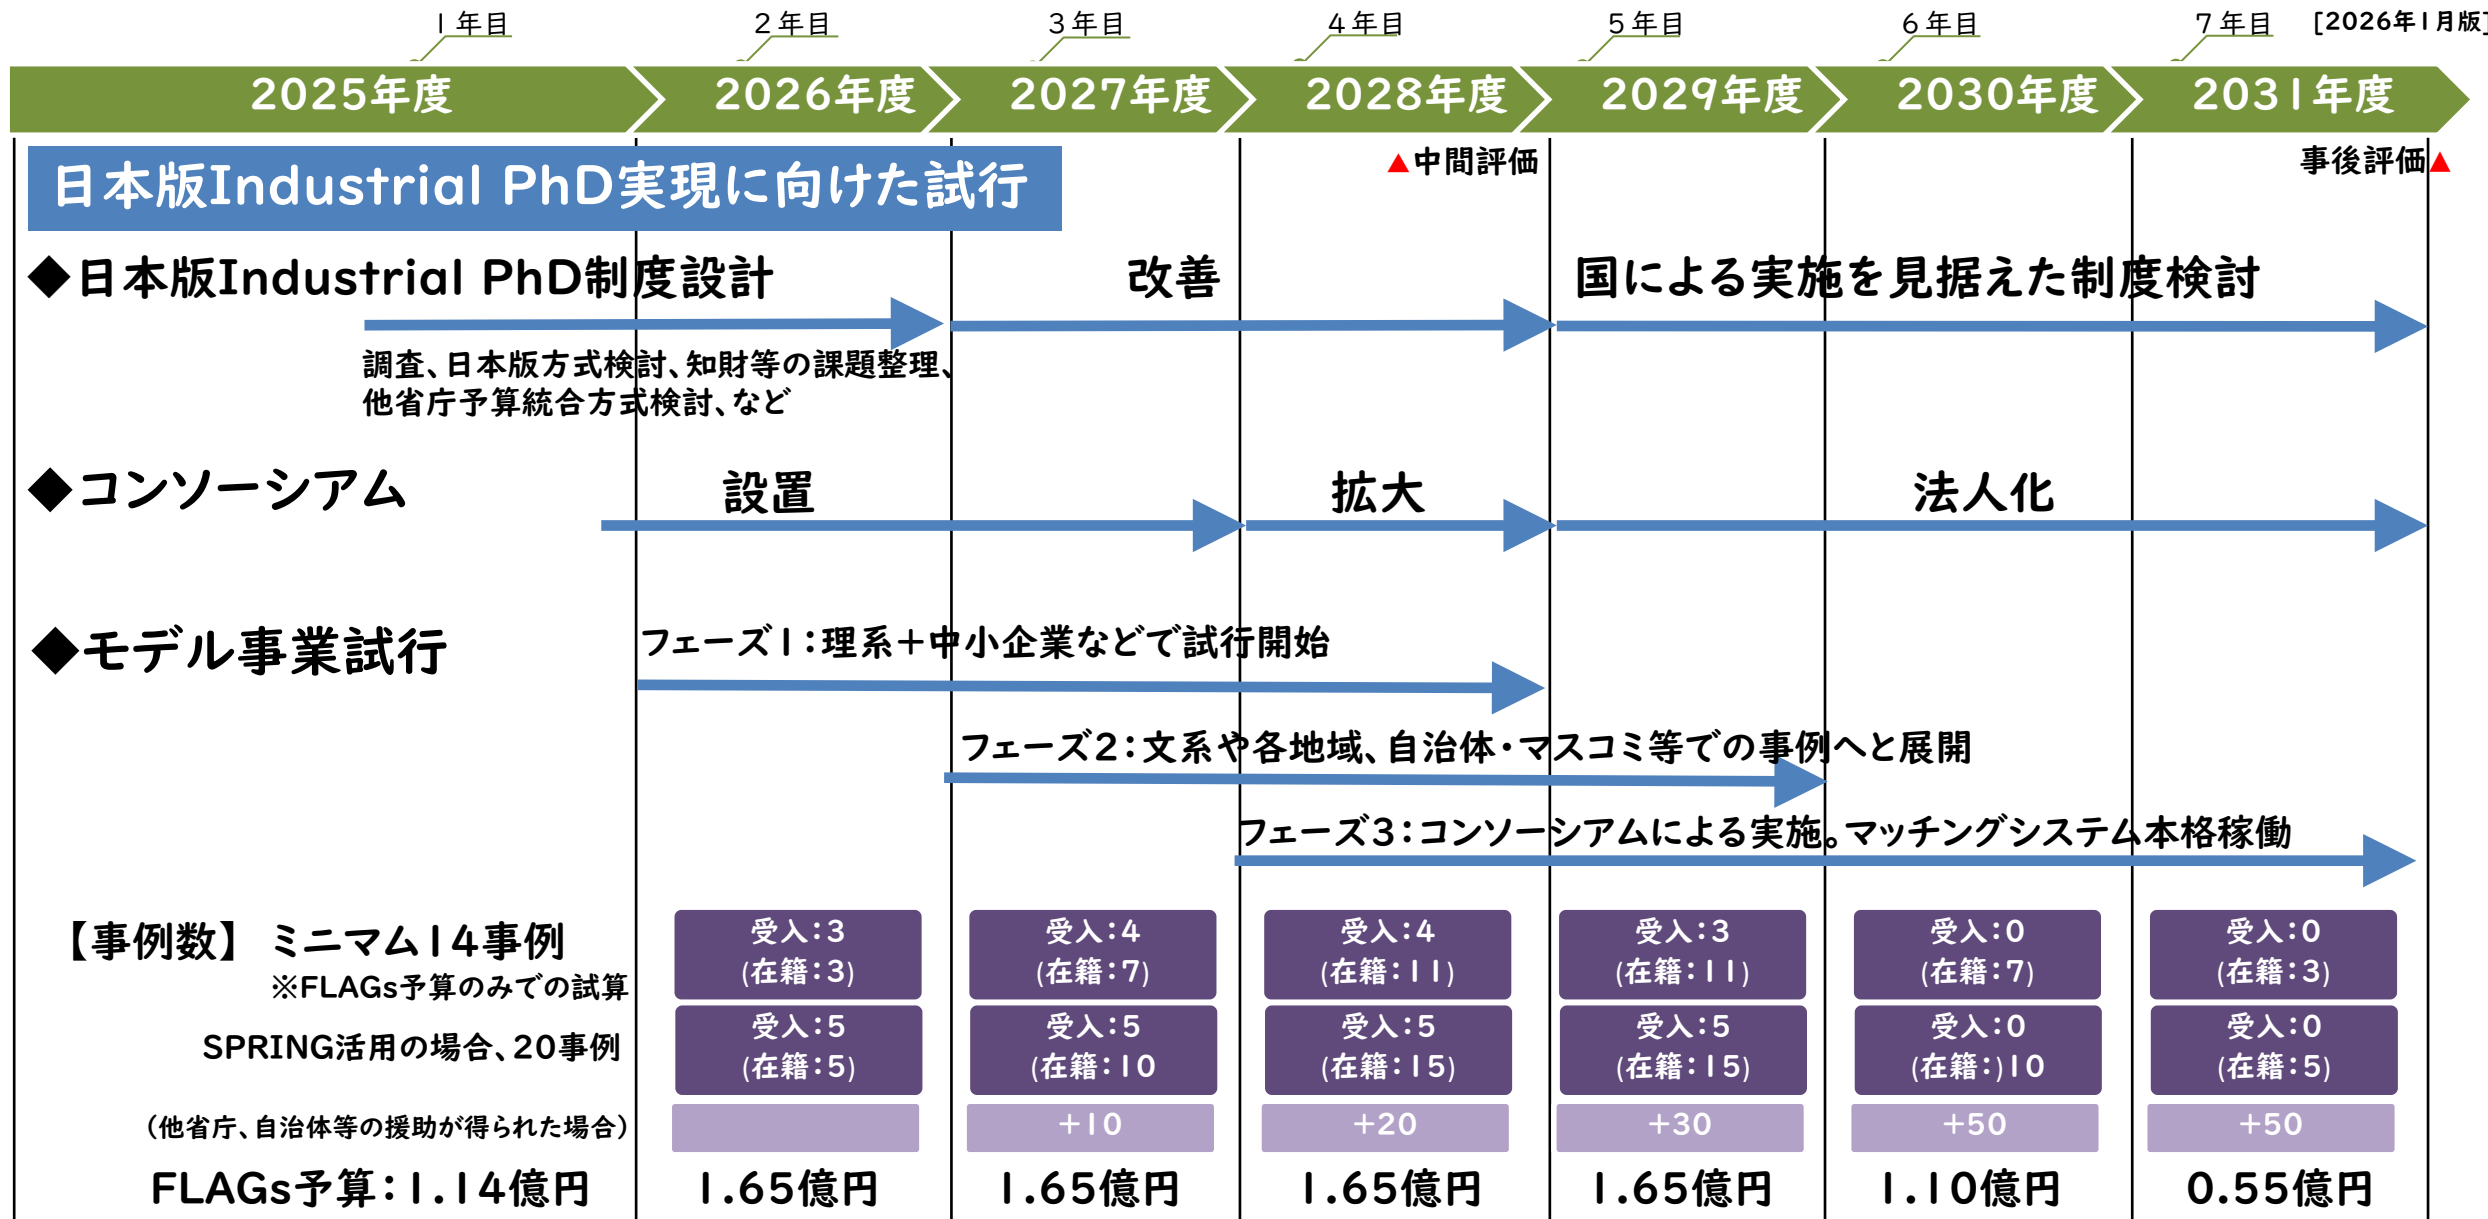 1年目
2年目
3年目
4年目
5年目
6年目
7年目
[2026年1月版]
2025年度
2026年度
2027年度
2028年度
2029年度
2030年度
2031年度
日本版Industrial PhD実現に向けた試行
▲中間評価
事後評価▲
◆日本版Industrial PhD制度設計
改善
国による実施を見据えた制度検討
調査、日本版方式検討、知財等の課題整理、
他省庁予算統合方式検討、など
◆コンソーシアム
設置
拡大
法人化
◆モデル事業試行
フェーズ1：理系＋中小企業などで試行開始
フェーズ2：文系や各地域、自治体・マスコミ等での事例へと展開
フェーズ3：コンソーシアムによる実施。マッチングシステム本格稼働
【事例数】 ミニマム14事例
※FLAGs予算のみでの試算
受入：3
(在籍：3)
受入：4
(在籍：7)
受入：4
(在籍：11)
受入：3
(在籍：11)
受入：0
(在籍：7)
受入：0
(在籍：3)
SPRING活用の場合、20事例
受入：5
(在籍：5)
受入：5
(在籍：10
受入：5
(在籍：15)
受入：5
(在籍：15)
受入：0
(在籍：)10
受入：0
(在籍：5)
（他省庁、自治体等の援助が得られた場合）
+10
+20
+30
+50
+50
FLAGs予算：1.14億円
1.65億円
1.65億円
1.65億円
1.65億円
1.10億円
0.55億円